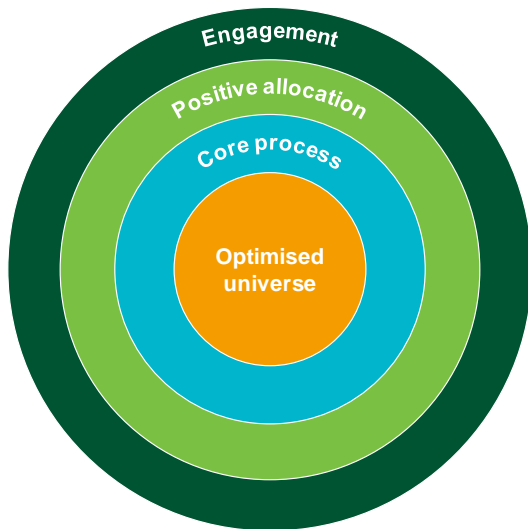 Engagement
Positive allocation
Core process
Optimised
universe